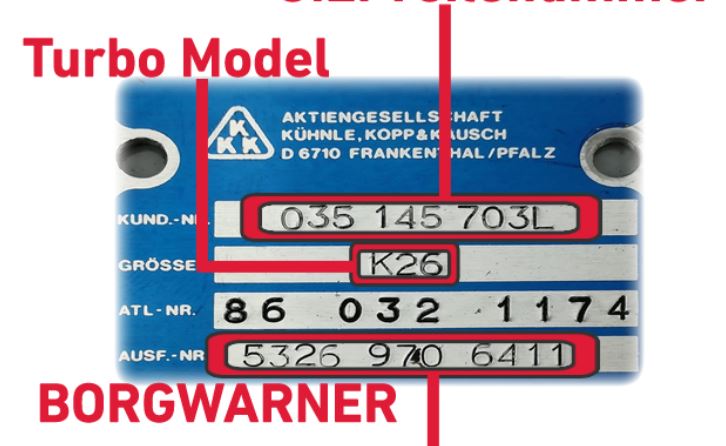 Turbo Model
KKK
AKTIENGESELLSCHAFT
KÜHNLE, KOPP & KAUSCH
D 6710 FRANKENTHAL/PFALZ
KUND.-NR. 035 145 703L
GRÖSSE K26
ATL-NR. 86 032 1174
AUSF.-NR 5326 970 6411
BORGWARNER